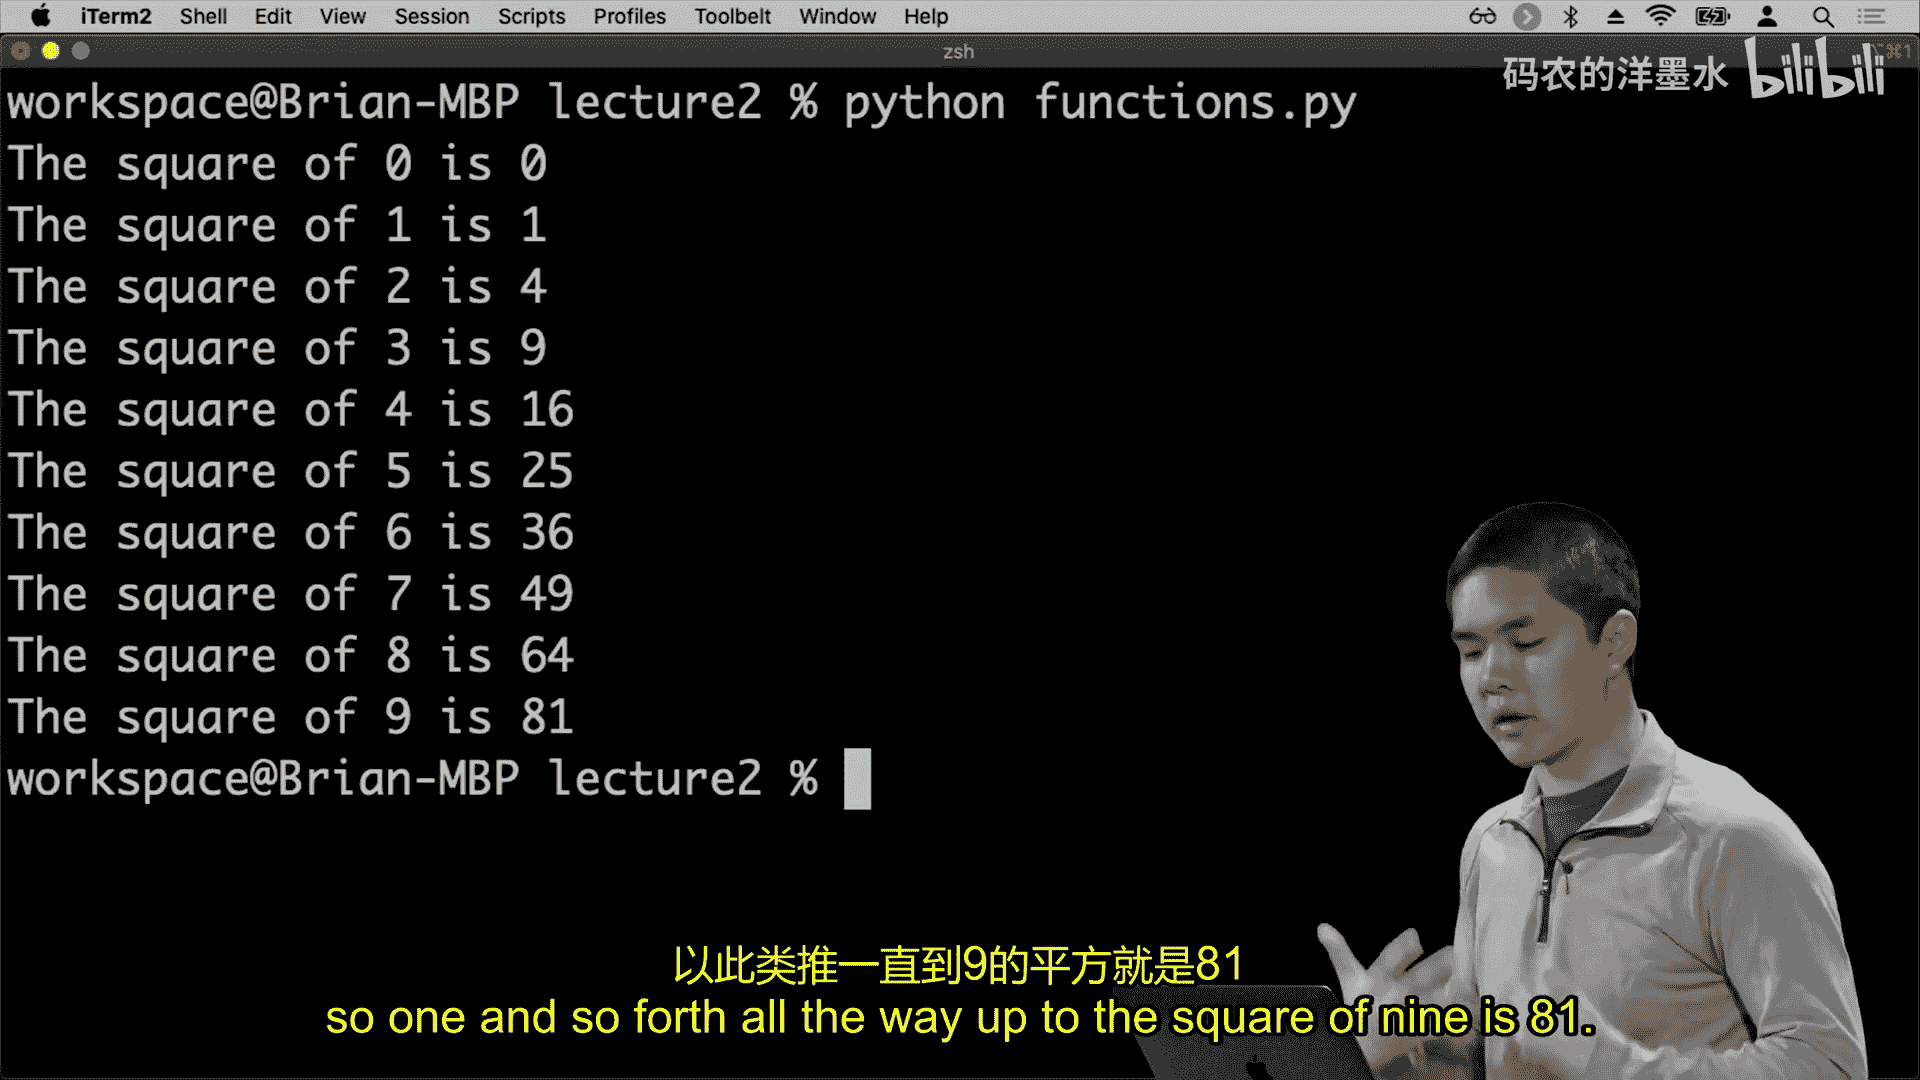 iTerm2 Shell Edit View Session Scripts Profiles Toolbelt Window Help
zsh
⌘1
码农的洋墨水 bilibili
workspace@Brian-MBP lecture2 % python functions.py
The square of 0 is 0
The square of 1 is 1
The square of 2 is 4
The square of 3 is 9
The square of 4 is 16
The square of 5 is 25
The square of 6 is 36
The square of 7 is 49
The square of 8 is 64
The square of 9 is 81
workspace@Brian-MBP lecture2 %
以此类推一直到9的平方就是81
so one and so forth all the way up to the square of nine is 81.